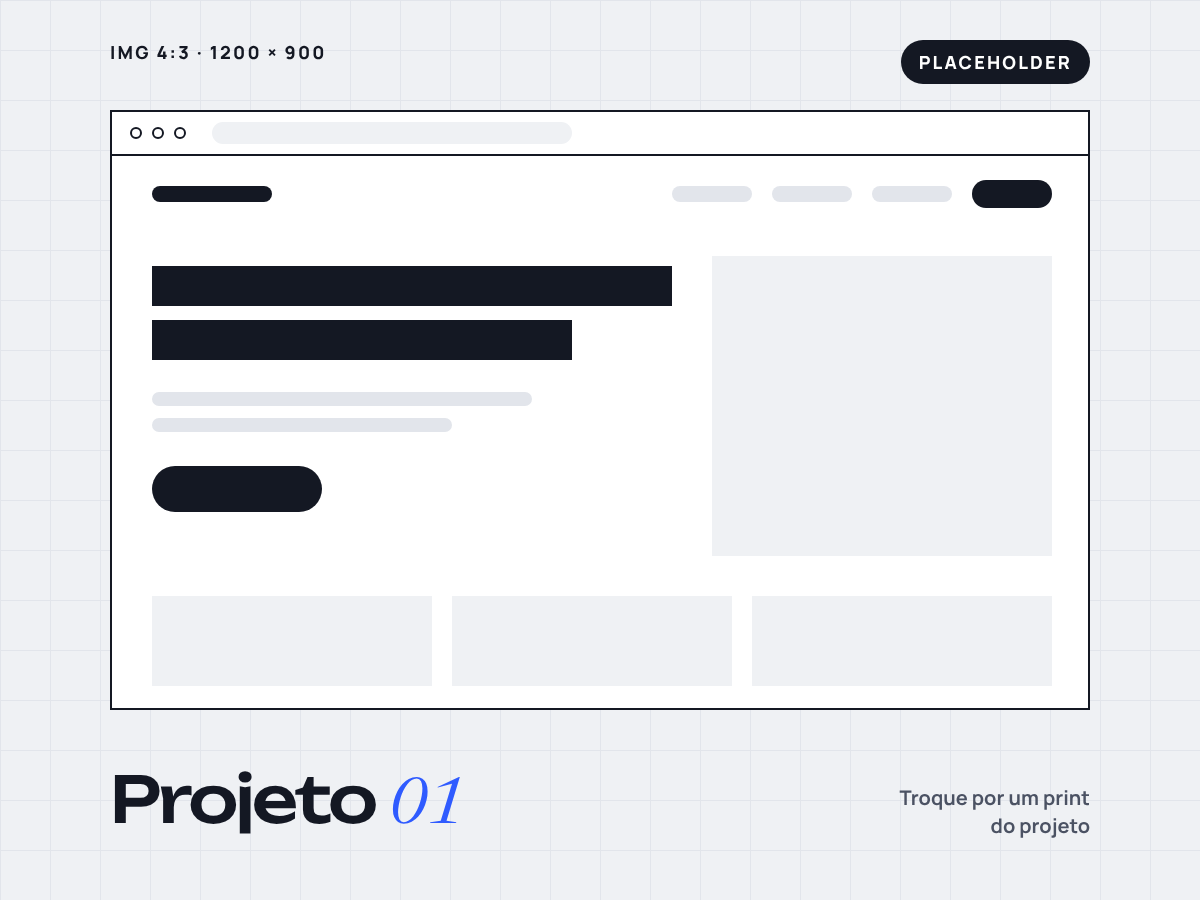 IMG 4:3 · 1200 × 900
PLACEHOLDER
Projeto 01
Troque por um print
do projeto